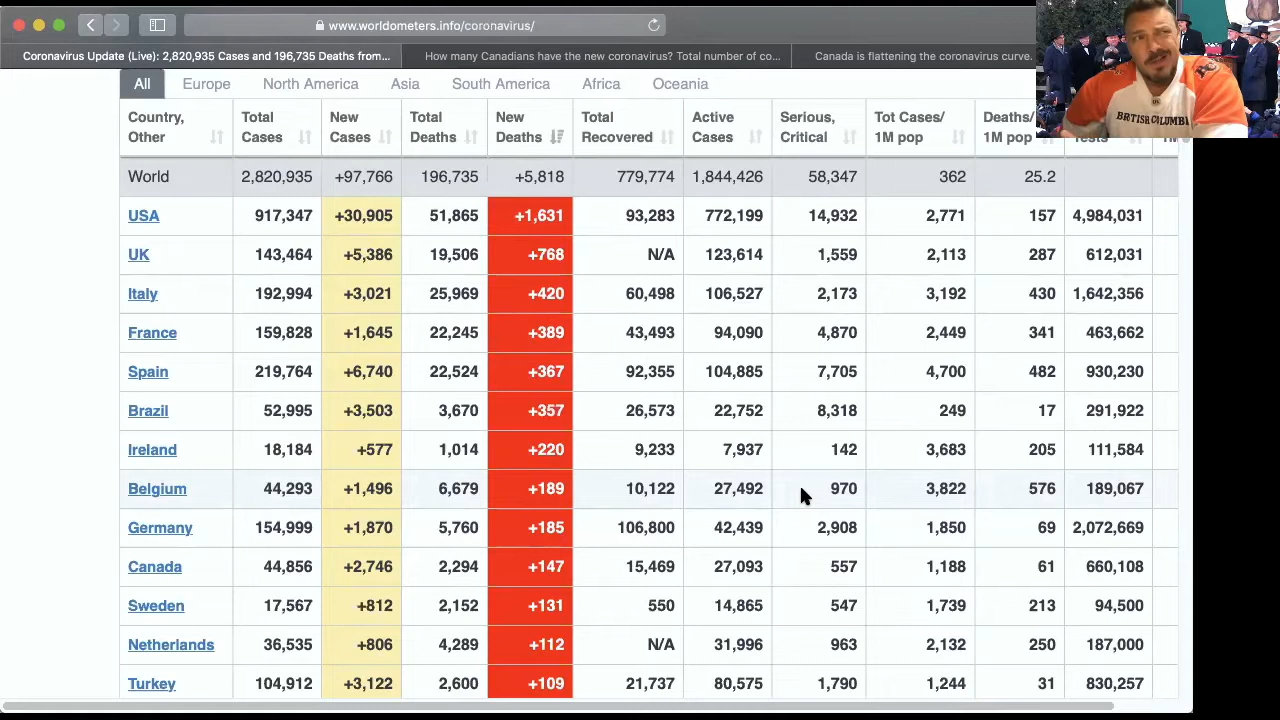 www.worldometers.info/coronavirus/
Coronavirus Update (Live): 2,820,935 Cases and 196,735 Deaths from... How many Canadians have the new coronavirus? Total number of co... Canada is flattening the coronavirus curve.
All Europe North America Asia South America Africa Oceania
Country, Total New Total New Total Active Serious, Tot Cases/ Deaths/
Other Cases Cases Deaths Deaths Recovered Cases Critical 1M pop 1M pop Tests
World 2,820,935 +97,766 196,735 +5,818 779,774 1,844,426 58,347 362 25.2
USA 917,347 +30,905 51,865 +1,631 93,283 772,199 14,932 2,771 157 4,984,031
UK 143,464 +5,386 19,506 +768 N/A 123,614 1,559 2,113 287 612,031
Italy 192,994 +3,021 25,969 +420 60,498 106,527 2,173 3,192 430 1,642,356
France 159,828 +1,645 22,245 +389 43,493 94,090 4,870 2,449 341 463,662
Spain 219,764 +6,740 22,524 +367 92,355 104,885 7,705 4,700 482 930,230
Brazil 52,995 +3,503 3,670 +357 26,573 22,752 8,318 249 17 291,922
Ireland 18,184 +577 1,014 +220 9,233 7,937 142 3,683 205 111,584
Belgium 44,293 +1,496 6,679 +189 10,122 27,492 970 3,822 576 189,067
Germany 154,999 +1,870 5,760 +185 106,800 42,439 2,908 1,850 69 2,072,669
Canada 44,856 +2,746 2,294 +147 15,469 27,093 557 1,188 61 660,108
Sweden 17,567 +812 2,152 +131 550 14,865 547 1,739 213 94,500
Netherlands 36,535 +806 4,289 +112 N/A 31,996 963 2,132 250 187,000
Turkey 104,912 +3,122 2,600 +109 21,737 80,575 1,790 1,244 31 830,257
BRITISH COLUMBIA